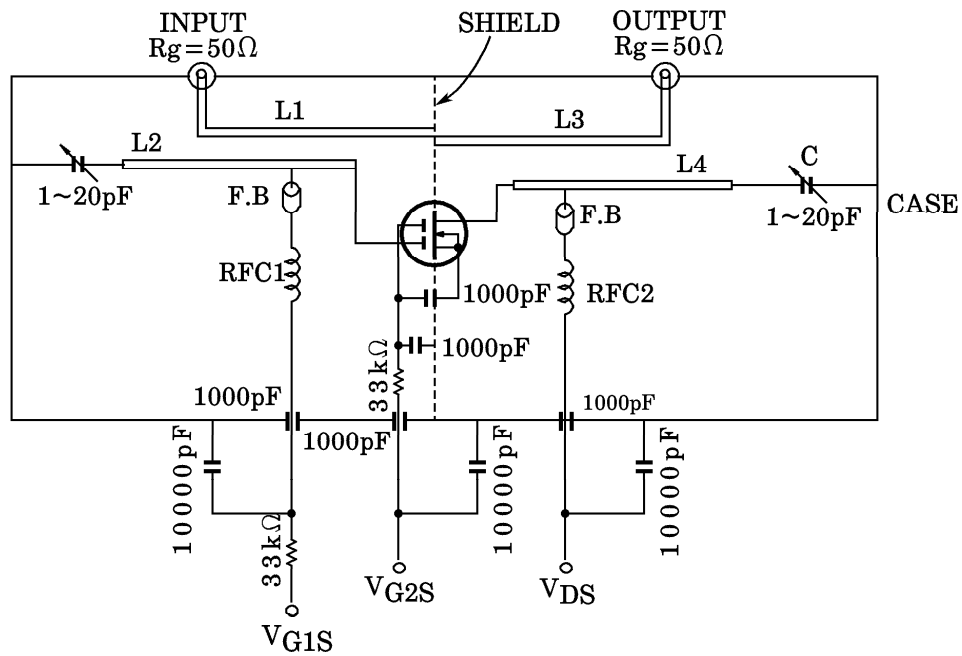 INPUT
Rg=50Ω
SHIELD
OUTPUT
Rg=50Ω
L1
L3
L2
L4
C
1~20pF
F.B
F.B
1~20pF
CASE
RFC1
1000pF
RFC2
1000pF
33kΩ
1000pF
1000pF
1000pF
10000pF
10000pF
10000pF
33kΩ
VG2S
VDS
VG1S